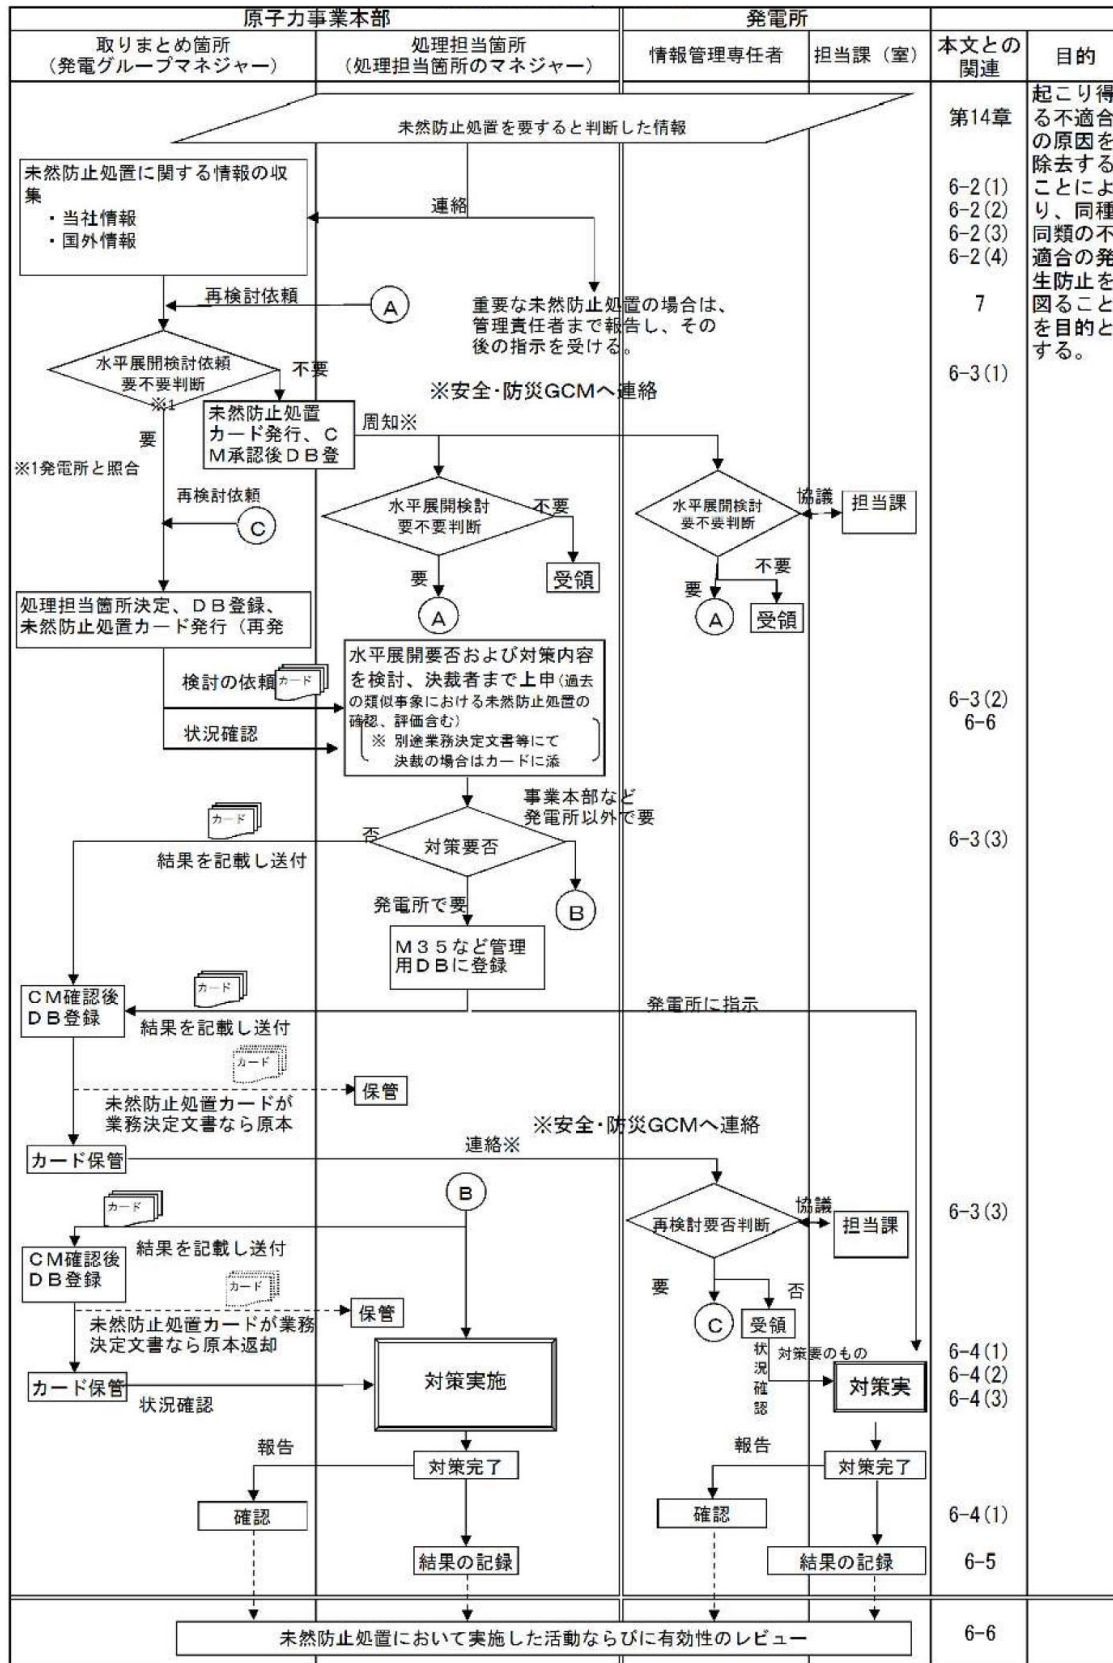 原子力事業本部
発電所
取りまとめ箇所
（発電グループマネジャー）
処理担当箇所
（処理担当箇所のマネジャー）
情報管理専任者
担当課（室）
本文との
関連
目的
未然防止処置を要すると判断した情報
第14章
起こり得
る不適合
の原因を
除去する
ことによ
り、同種
同類の不
適合の発
生防止を
図ること
を目的と
する。
未然防止処置に関する情報の収
集
・当社情報
・国外情報
連絡
6-2(1)
6-2(2)
6-2(3)
6-2(4)
7
再検討依頼
A
重要な未然防止処置の場合は、
管理責任者まで報告し、その
後の指示を受ける。
水平展開検討依頼
要不要判断
※1
不要
要
6-3(1)
※安全・防災GCMへ連絡
未然防止処置
カード発行、C
M承認後DB登
周知※
※1発電所と照合
再検討依頼
C
水平展開検討
要不要判断
不要
受領
要
A
水平展開検討
要不要判断
協議
担当課
不要
要
受領
A
処理担当箇所決定、DB登録、
未然防止処置カード発行（再発
検討の依頼
カード
状況確認
水平展開要否および対策内容
を検討、決裁者まで上申(過去
の類似事象における未然防止処置の
確認、評価含む)
※ 別途業務決定文書等にて
決裁の場合はカードに添
6-3(2)
6-6
事業本部など
発電所以外で要
対策要否
否
カード
結果を記載し送付
6-3(3)
B
発電所で要
M35など管理
用DBに登録
カード
CM確認後
DB登録
結果を記載し送付
発電所に指示
カード
保管
未然防止処置カードが
業務決定文書なら原本
※安全・防災GCMへ連絡
カード保管
連絡※
B
カード
結果を記載し送付
CM確認後
DB登録
再検討要否判断
協議
担当課
6-3(3)
カード
保管
未然防止処置カードが業務
決定文書なら原本返却
要
否
C
受領
カード保管
状況確認
対策実施
状況確認
対策要のもの
対策実
6-4(1)
6-4(2)
6-4(3)
報告
対策完了
報告
対策完了
確認
確認
6-4(1)
結果の記録
結果の記録
6-5
未然防止処置において実施した活動ならびに有効性のレビュー
6-6